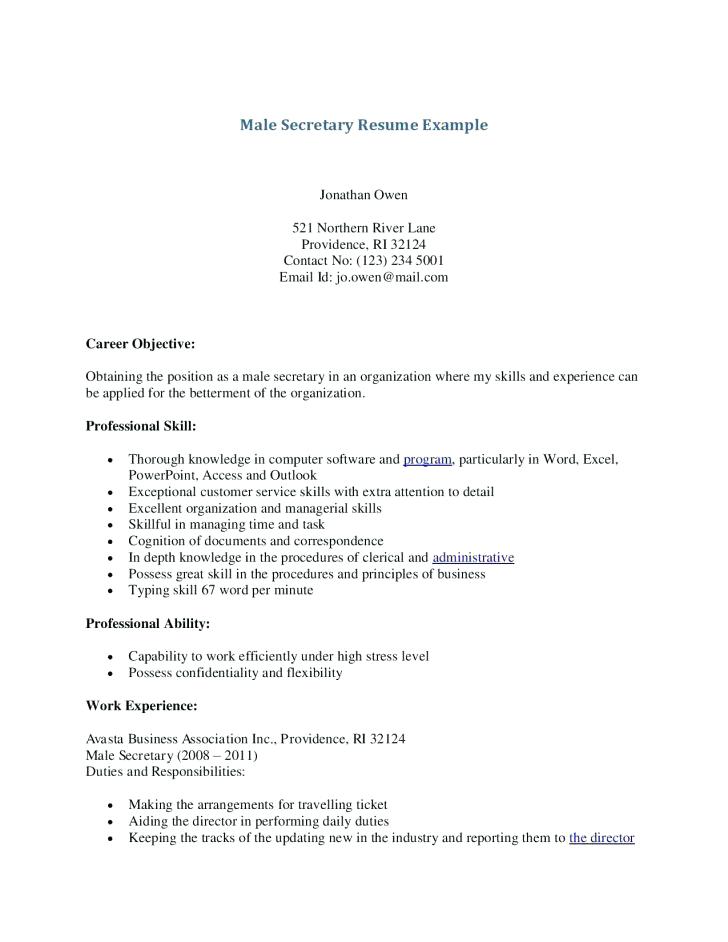 Male Secretary Resume Example
Jonathan Owen
521 Northern River Lane
Providence, RI 32124
Contact No: (123) 234 5001
Email Id: jo.owen@mail.com
Career Objective:
Obtaining the position as a male secretary in an organization where my skills and experience can
be applied for the betterment of the organization.
Professional Skill:
• Thorough knowledge in computer software and program, particularly in Word, Excel,
PowerPoint, Access and Outlook
• Exceptional customer service skills with extra attention to detail
• Excellent organization and managerial skills
• Skillful in managing time and task
• Cognition of documents and correspondence
• In depth knowledge in the procedures of clerical and administrative
• Possess great skill in the procedures and principles of business
• Typing skill 67 word per minute
Professional Ability:
• Capability to work efficiently under high stress level
• Possess confidentiality and flexibility
Work Experience:
Avasta Business Association Inc., Providence, RI 32124
Male Secretary (2008 – 2011)
Duties and Responsibilities:
• Making the arrangements for travelling ticket
• Aiding the director in performing daily duties
• Keeping the tracks of the updating new in the industry and reporting them to the director